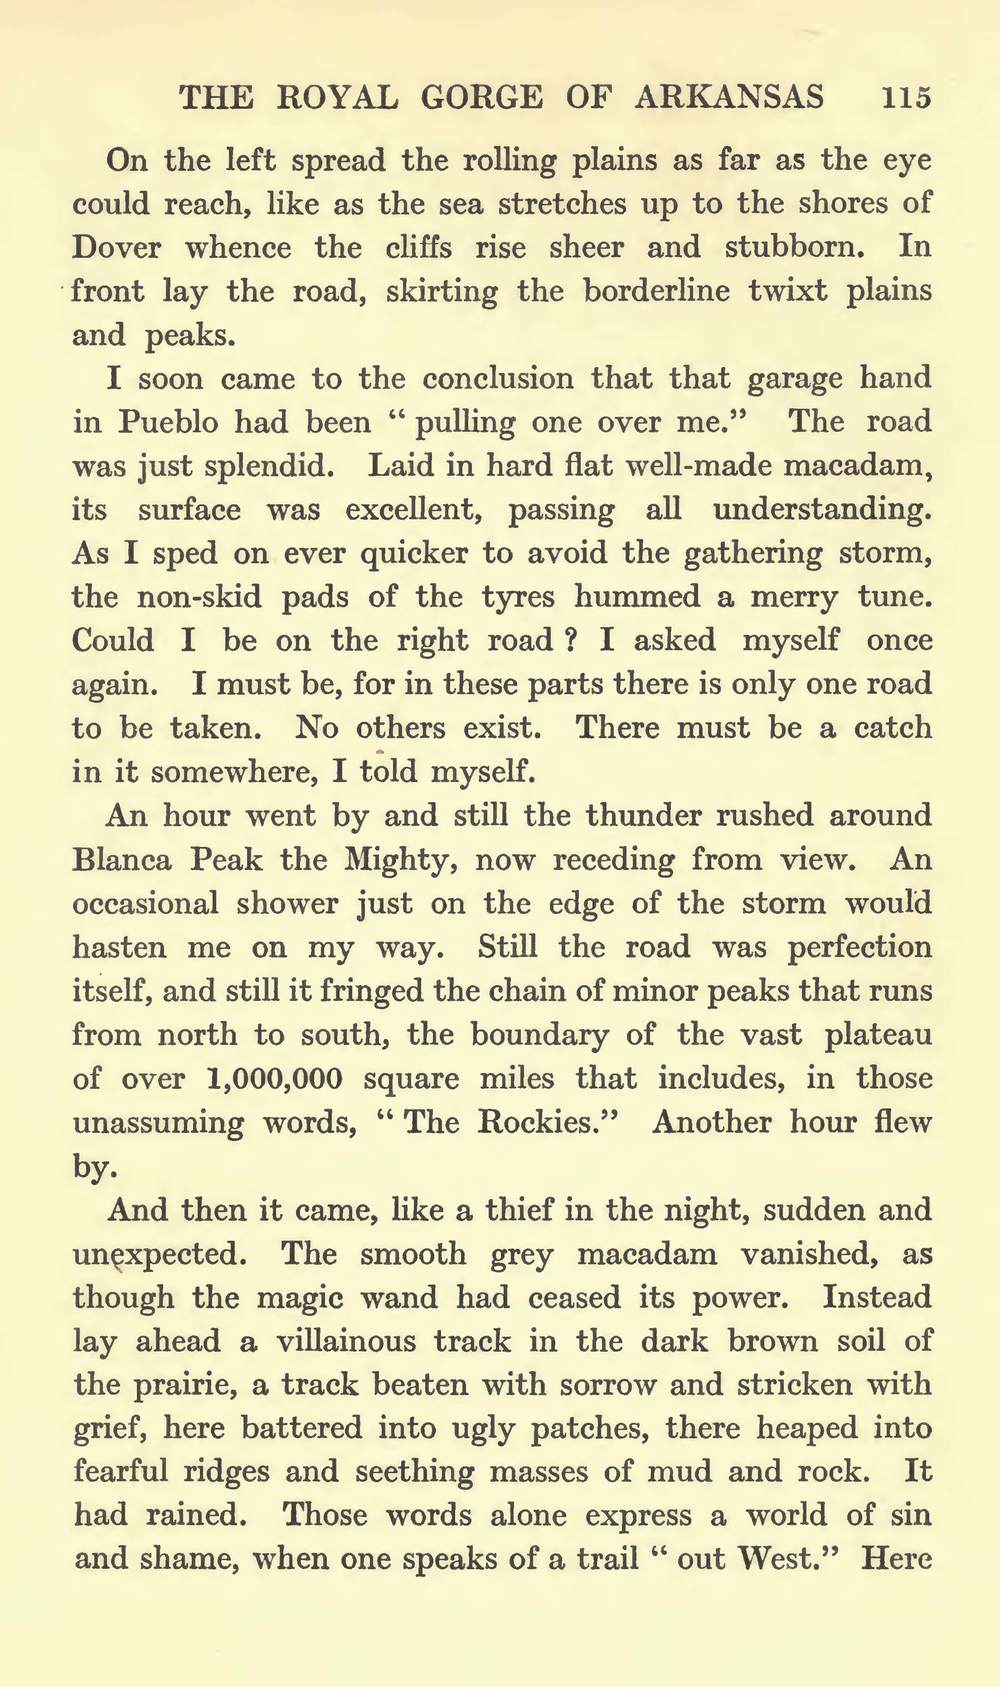 THE ROYAL GORGE OF ARKANSAS 115
On the left spread the rolling plains as far as the eye
could reach, like as the sea stretches up to the shores of
Dover whence the cliffs rise sheer and stubborn. In
front lay the road, skirting the borderline twixt plains
and peaks.
I soon came to the conclusion that that garage hand
in Pueblo had been “ pulling one over me.” The road
was just splendid. Laid in hard flat well-made macadam,
its surface was excellent, passing all understanding.
As I sped on ever quicker to avoid the gathering storm,
the non-skid pads of the tyres hummed a merry tune.
Could I be on the right road ? I asked myself once
again. I must be, for in these parts there is only one road
to be taken. No others exist. There must be a catch
in it somewhere, I told myself.
An hour went by and still the thunder rushed around
Blanca Peak the Mighty, now receding from view. An
occasional shower just on the edge of the storm would
hasten me on my way. Still the road was perfection
itself, and still it fringed the chain of minor peaks that runs
from north to south, the boundary of the vast plateau
of over 1,000,000 square miles that includes, in those
unassuming words, “ The Rockies.” Another hour flew
by.
And then it came, like a thief in the night, sudden and
unexpected. The smooth grey macadam vanished, as
though the magic wand had ceased its power. Instead
lay ahead a villainous track in the dark brown soil of
the prairie, a track beaten with sorrow and stricken with
grief, here battered into ugly patches, there heaped into
fearful ridges and seething masses of mud and rock. It
had rained. Those words alone express a world of sin
and shame, when one speaks of a trail “ out West.” Here